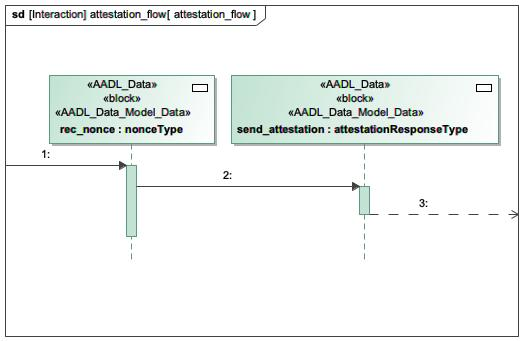 sd [Interaction] attestation_flow[ attestation_flow ]
«AADL_Data»
«block»
«AADL_Data_Model_Data»
rec_nonce : nonceType
«AADL_Data»
«block»
«AADL_Data_Model_Data»
send_attestation : attestationResponseType
1:
2:
3: